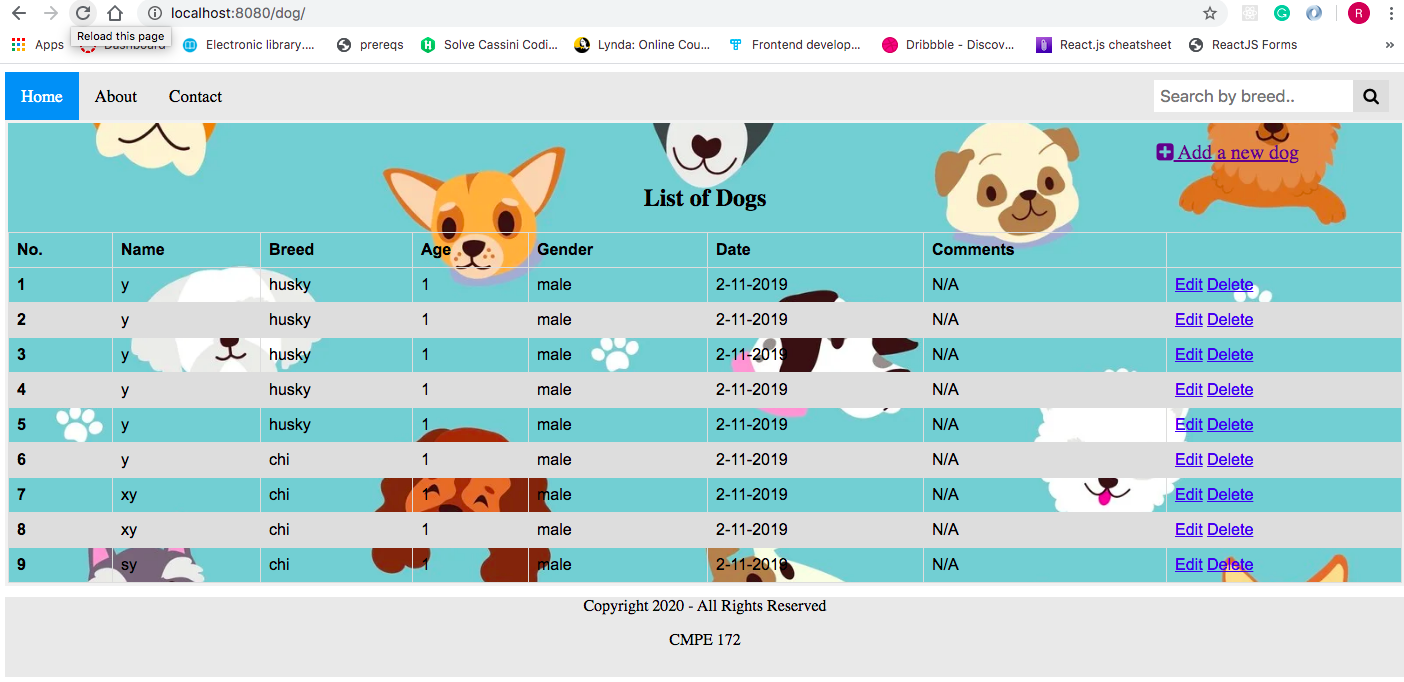 localhost:8080/dog/
R
Reload this page
Apps Dashboard Electronic library.... prereqs Solve Cassini Codi... Lynda: Online Cou... Frontend develop... Dribbble - Discov... React.js cheatsheet ReactJS Forms »
Home About Contact Search by breed..
Add a new dog
List of Dogs
No. Name Breed Age Gender Date Comments
1 y husky 1 male 2-11-2019 N/A Edit Delete
2 y husky 1 male 2-11-2019 N/A Edit Delete
3 y husky 1 male 2-11-2019 N/A Edit Delete
4 y husky 1 male 2-11-2019 N/A Edit Delete
5 y husky 1 male 2-11-2019 N/A Edit Delete
6 y chi 1 male 2-11-2019 N/A Edit Delete
7 xy chi 1 male 2-11-2019 N/A Edit Delete
8 xy chi 1 male 2-11-2019 N/A Edit Delete
9 sy chi 1 male 2-11-2019 N/A Edit Delete
Copyright 2020 - All Rights Reserved
CMPE 172